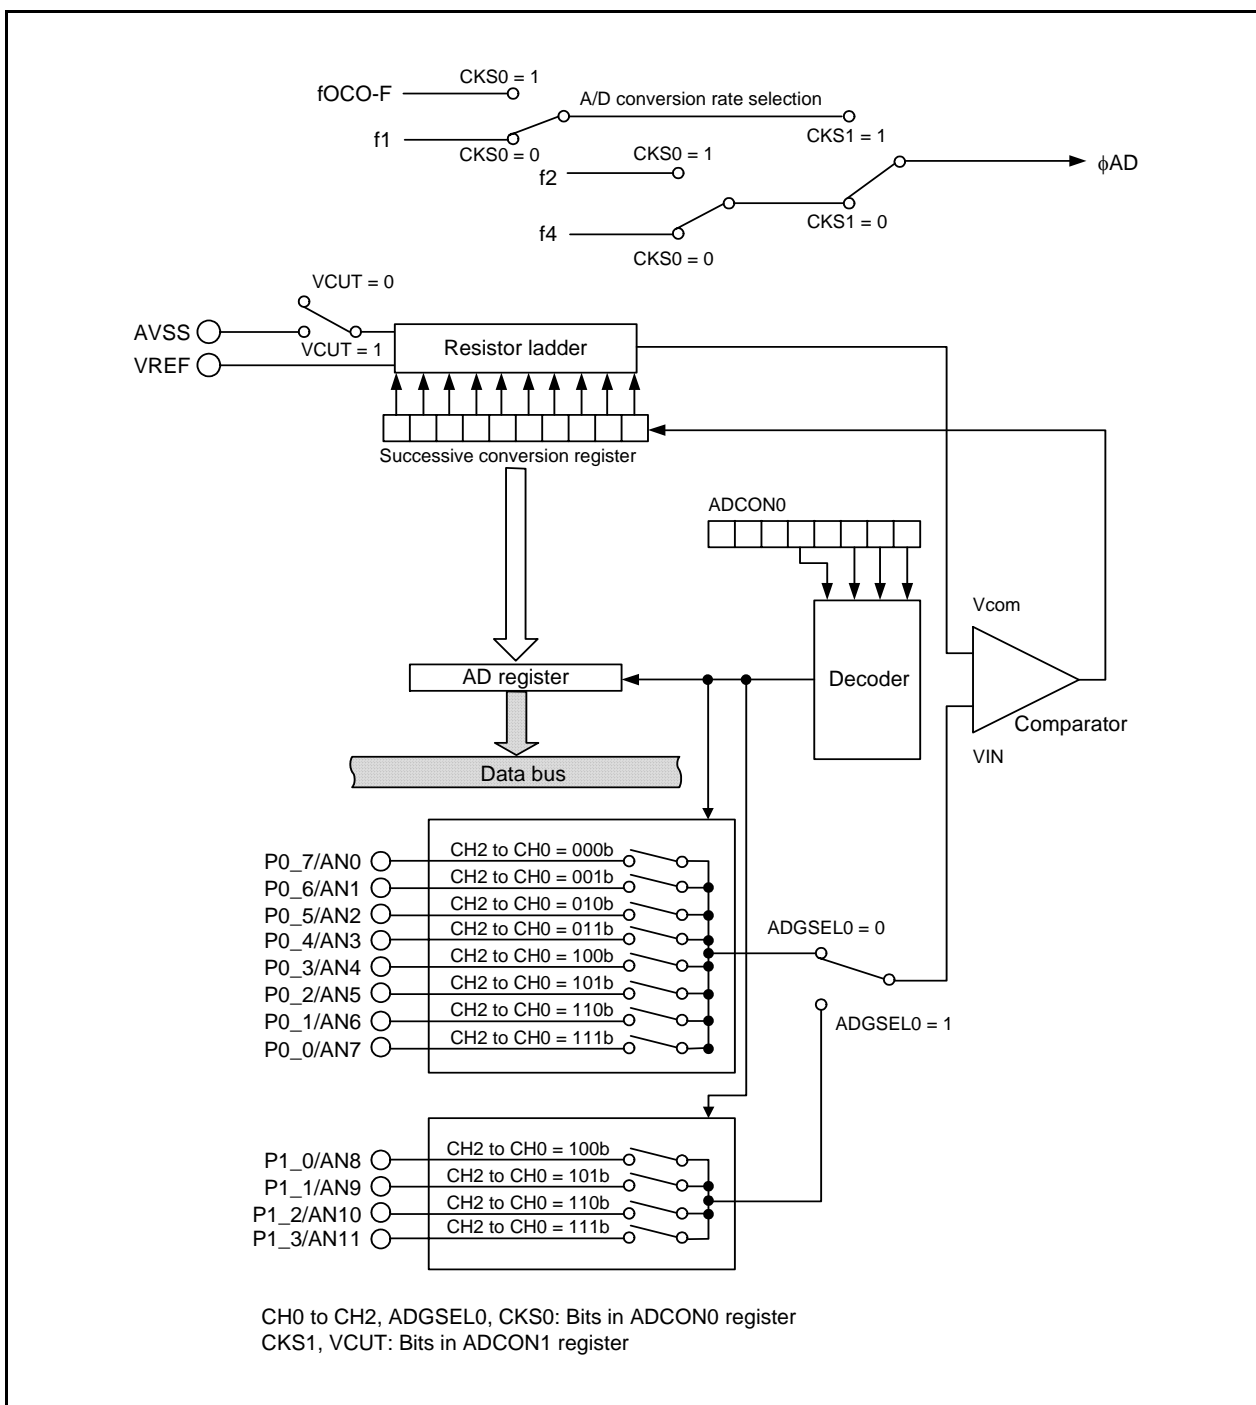 CKS0 = 1
fOCO-F
A/D conversion rate selection
f1
CKS0 = 0
CKS1 = 1
CKS0 = 1
f2
ϕAD
f4
CKS1 = 0
CKS0 = 0
VCUT = 0
AVSS
VCUT = 1
VREF
Resistor ladder
Successive conversion register
ADCON0
Vcom
AD register
Decoder
Comparator
VIN
Data bus
P0_7/AN0 CH2 to CH0 = 000b
P0_6/AN1 CH2 to CH0 = 001b
P0_5/AN2 CH2 to CH0 = 010b
P0_4/AN3 CH2 to CH0 = 011b
P0_3/AN4 CH2 to CH0 = 100b
P0_2/AN5 CH2 to CH0 = 101b
P0_1/AN6 CH2 to CH0 = 110b
P0_0/AN7 CH2 to CH0 = 111b
ADGSEL0 = 0
ADGSEL0 = 1
P1_0/AN8 CH2 to CH0 = 100b
P1_1/AN9 CH2 to CH0 = 101b
P1_2/AN10 CH2 to CH0 = 110b
P1_3/AN11 CH2 to CH0 = 111b
CH0 to CH2, ADGSEL0, CKS0: Bits in ADCON0 register
CKS1, VCUT: Bits in ADCON1 register